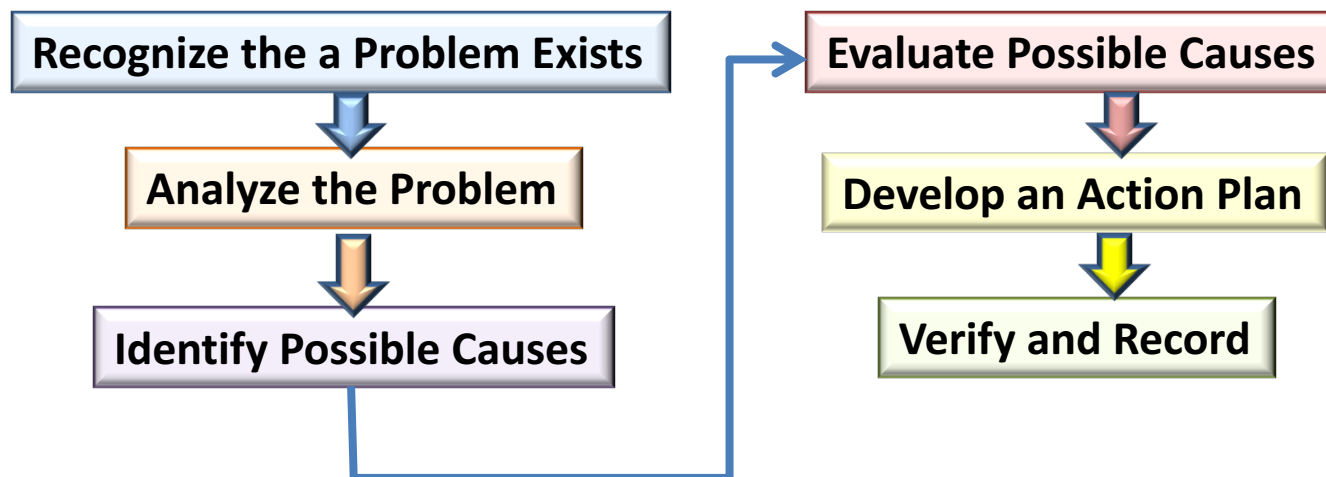 Recognize the a Problem Exists
Analyze the Problem
Identify Possible Causes
Evaluate Possible Causes
Develop an Action Plan
Verify and Record